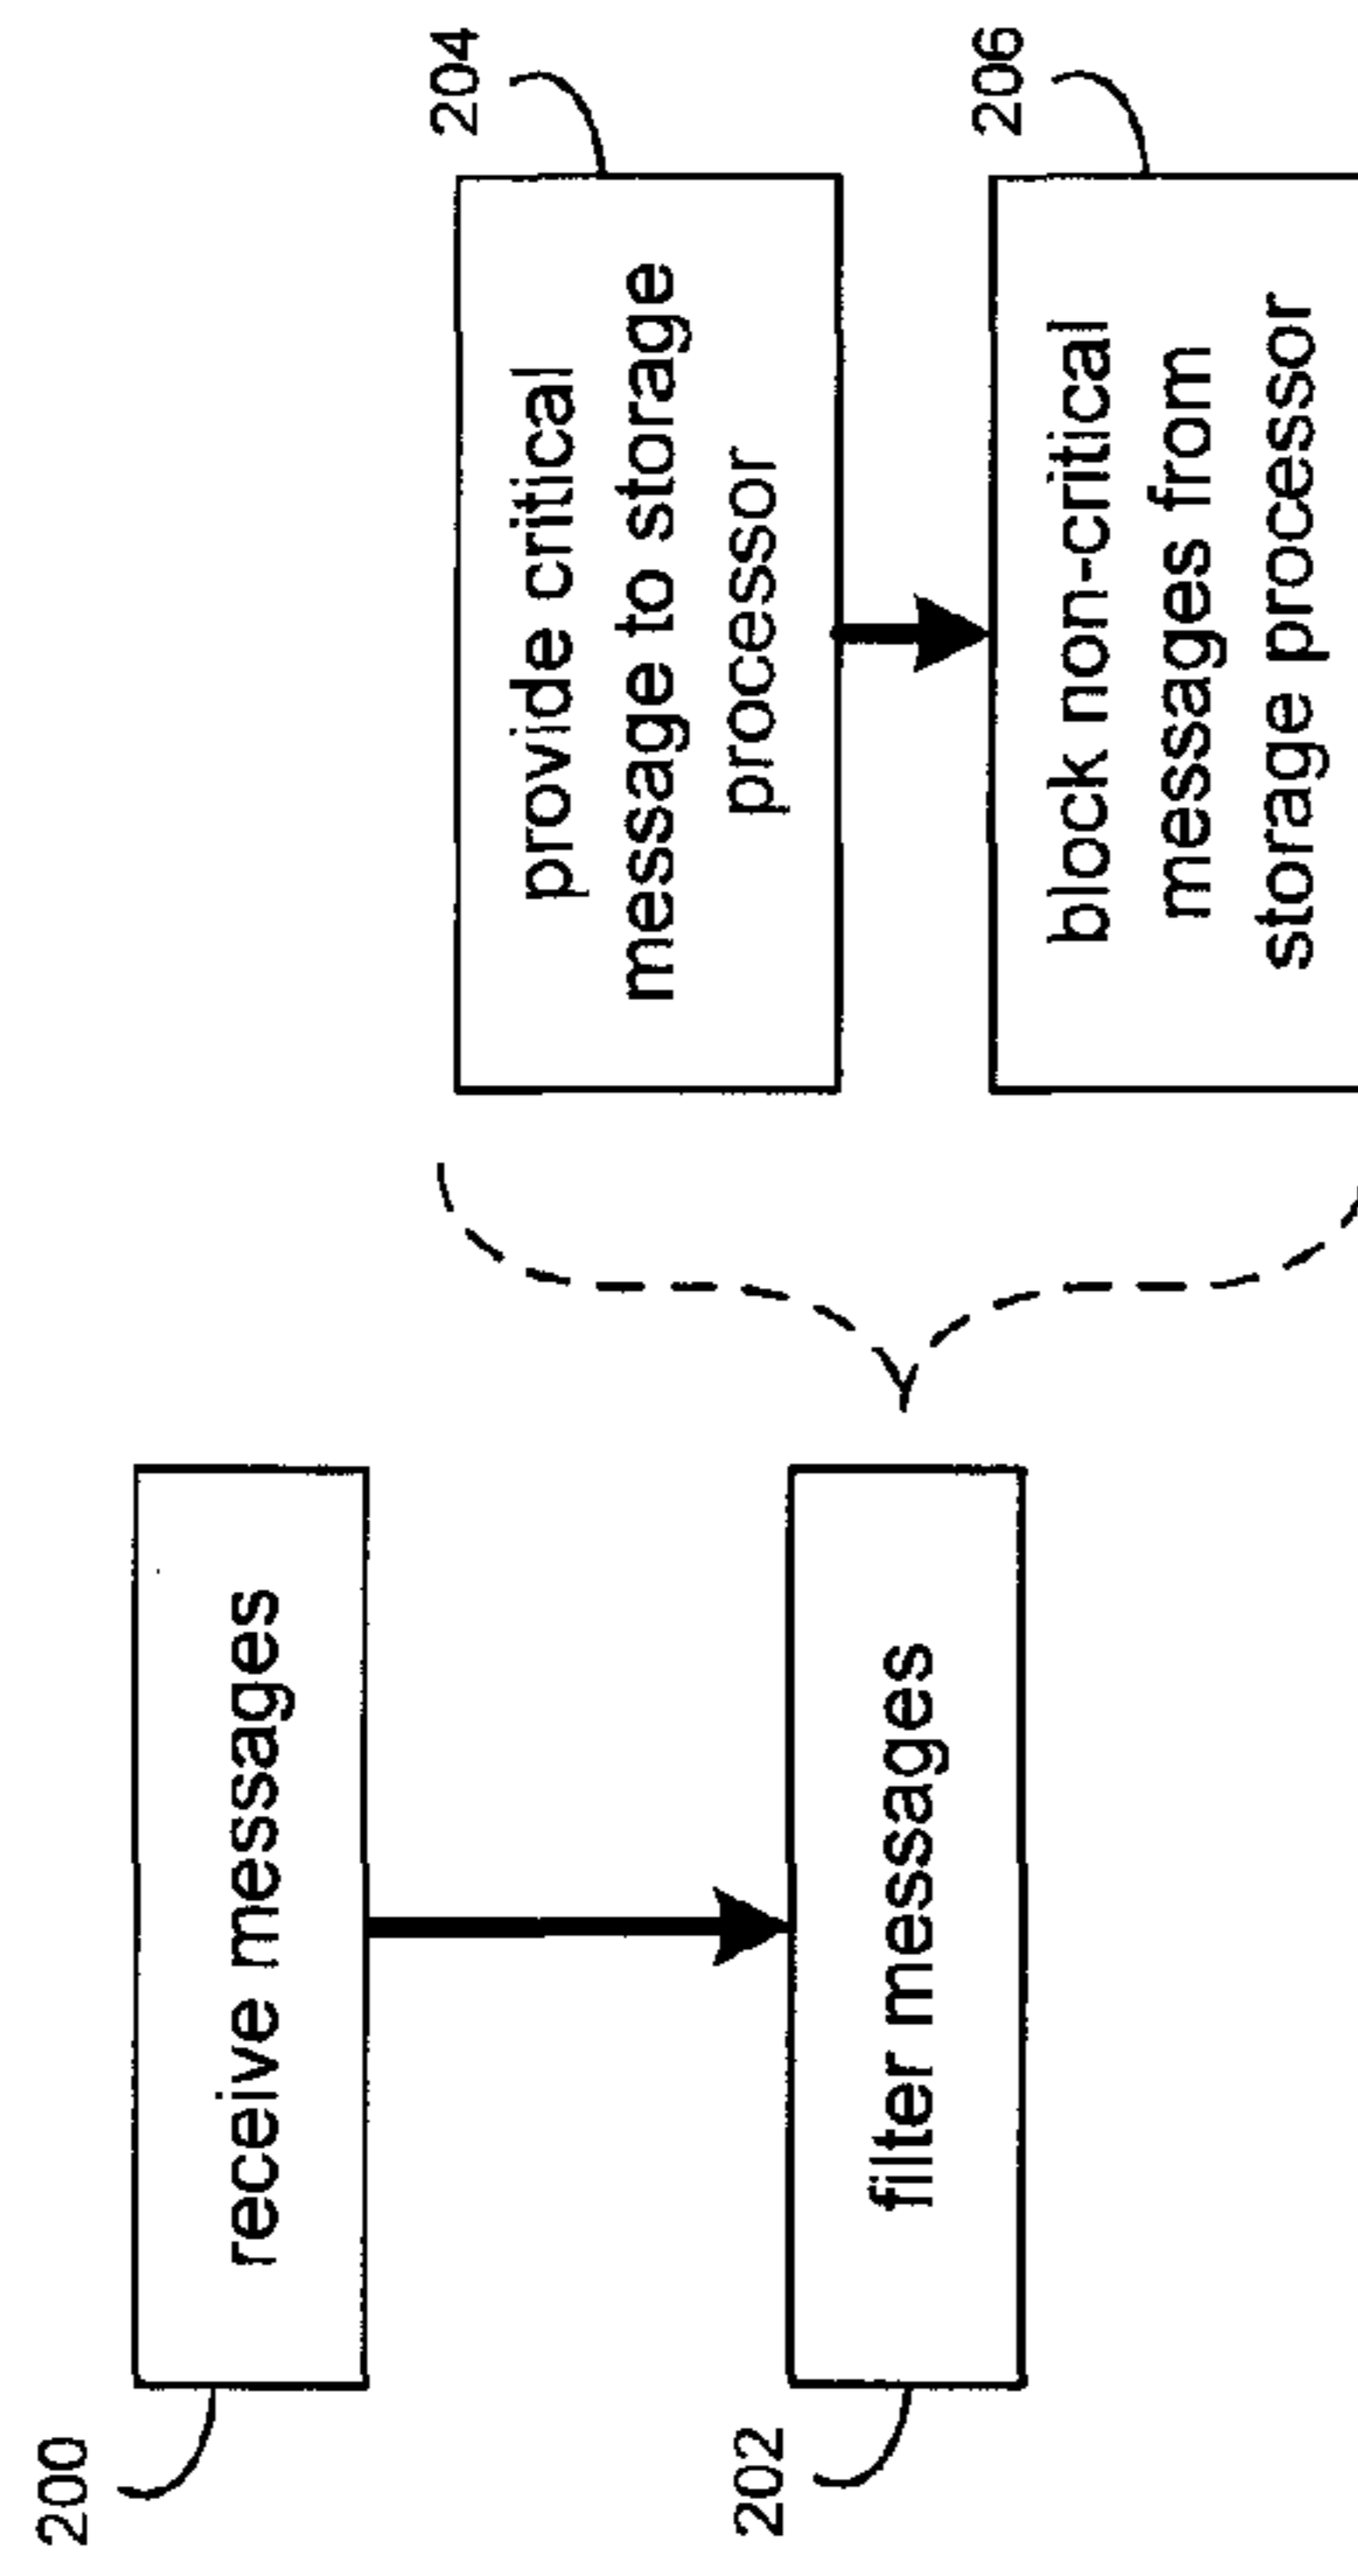 200
receive messages
202
filter messages
204
provide critical
message to storage
processor
206
block non-critical
messages from
storage processor